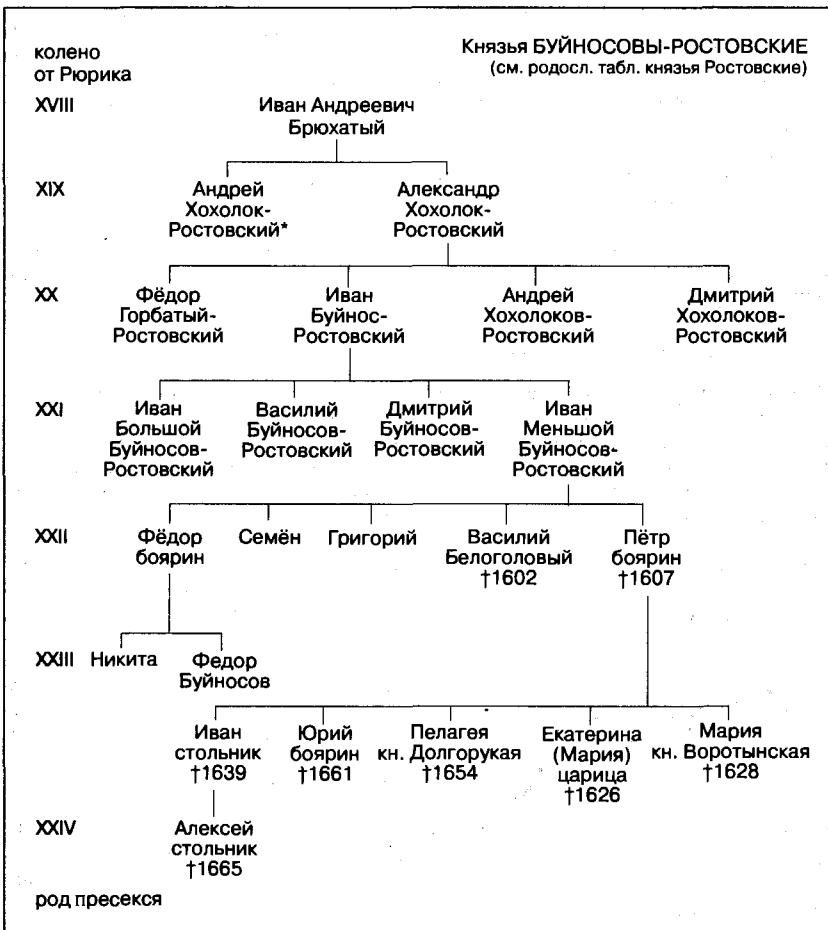 колено
от Рюрика
Князья БУЙНОСОВЫ-РОСТОВСКИЕ
(см. родосл. табл. князья Ростовские)
XVIII
Иван Андреевич
Брюхатый
XIX
Андрей
Хохолок-
Ростовский*
Александр
Хохолок-
Ростовский
XX
Фёдор
Горбатый-
Ростовский
Иван
Буйнос-
Ростовский
Андрей
Хохолоков-
Ростовский
Дмитрий
Хохолоков-
Ростовский
XXI
Иван
Большой
Буйносов-
Ростовский
Василий
Буйносов-
Ростовский
Дмитрий
Буйносов-
Ростовский
Иван
Меньшой
Буйносов-
Ростовский
XXII
Фёдор
боярин
Семён
Григорий
Василий
Белоголовый
†1602
Пётр
боярин
†1607
XXIII
Никита
Федор
Буйносов
Иван
стольник
†1639
Юрий
боярин
†1661
Пелагея
кн. Долгорукая
†1654
Екатерина
(Мария)
царица
†1626
Мария
кн. Воротынская
†1628
XXIV
Алексей
стольник
†1665
род пресекся